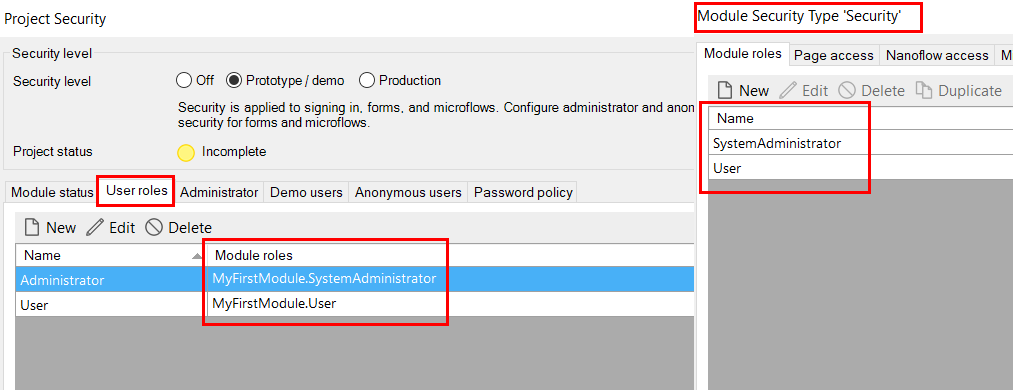 Project Security
Security level
Security level
Off Prototype / demo Production
Security is applied to signing in, forms, and microflows. Configure administrator and anon
security for forms and microflows.
Project status Incomplete
Module status User roles Administrator Demo users Anonymous users Password policy
New Edit Delete
Name Module roles
Administrator MyFirstModule.SystemAdministrator
User MyFirstModule.User
Module Security Type 'Security'
Module roles Page access Nanoflow access M
New Edit Delete Duplicate
Name
SystemAdministrator
User